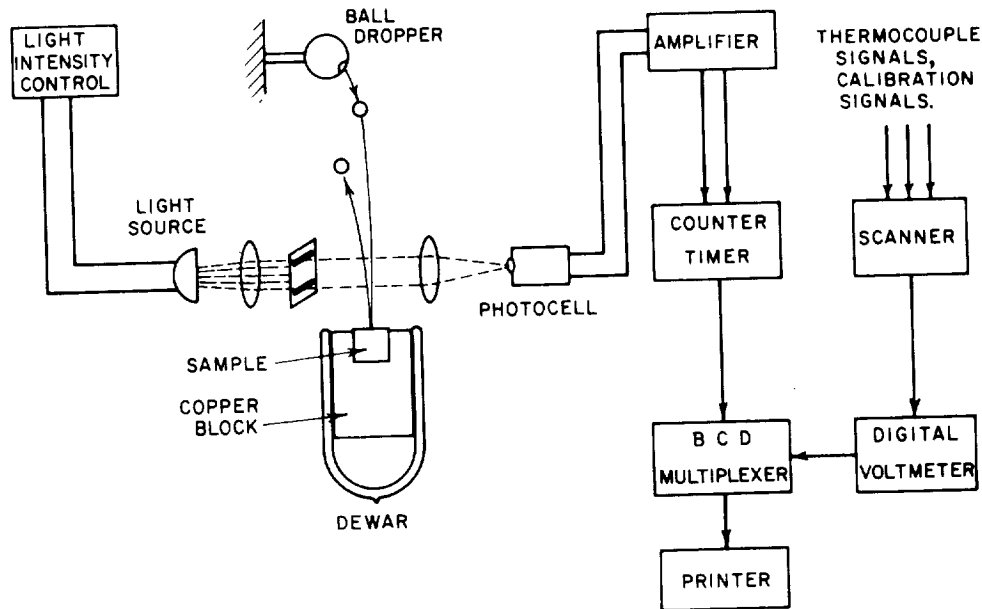 LIGHT
INTENSITY
CONTROL
BALL
DROPPER
AMPLIFIER
THERMOCOUPLE
SIGNALS,
CALIBRATION
SIGNALS.
LIGHT
SOURCE
COUNTER
TIMER
SCANNER
PHOTOCELL
SAMPLE
COPPER
BLOCK
DEWAR
B C D
MULTIPLEXER
DIGITAL
VOLTMETER
PRINTER